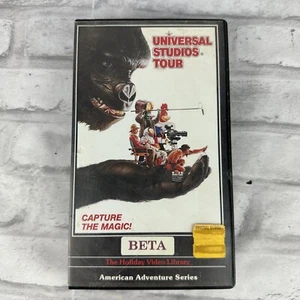 UNIVERSAL
STUDIOS
TOUR
CAPTURE
THE MAGIC!
BETA
The Holiday Video Library
American Adventure Series